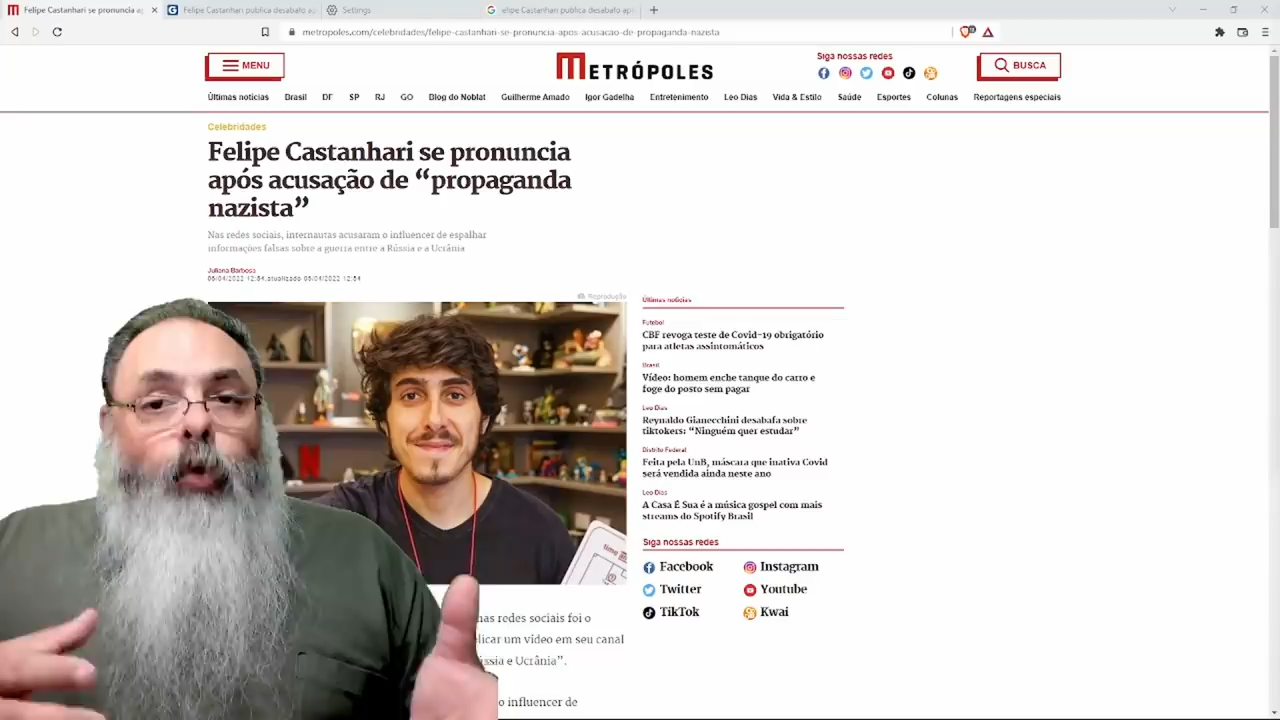 Felipe Castanhari se pronuncia ap
Felipe Castanhari publica desabafo ap
Settings
elipe Castanhari publica desabafo ap
metropoles.com/celebridades/felipe-castanhari-se-pronuncia-apos-acusacao-de-propaganda-nazista
MENU
METRÓPOLES
Siga nossas redes
BUSCA
Últimas notícias Brasil DF SP RJ GO Blog do Noblat Guilherme Amado Igor Gadelha Entretenimento Leo Dias Vida & Estilo Saúde Esportes Colunas Reportagens especiais
Celebridades
Felipe Castanhari se pronuncia
após acusação de “propaganda
nazista”
Nas redes sociais, internautas acusaram o influencer de espalhar
informações falsas sobre a guerra entre a Rússia e a Ucrânia
Juliana Barbosa
05/04/2022 12:54, atualizado 05/04/2022 12:54
Reprodução
nas redes sociais foi o
licar um vídeo em seu canal
ússia e Ucrânia”.
o influencer de
Últimas notícias
Futebol
CBF revoga teste de Covid-19 obrigatório
para atletas assintomáticos
Brasil
Vídeo: homem enche tanque do carro e
foge do posto sem pagar
Leo Dias
Reynaldo Gianecchini desabafa sobre
tiktokers: “Ninguém quer estudar”
Distrito Federal
Feita pela UnB, máscara que inativa Covid
será vendida ainda neste ano
Leo Dias
A Casa É Sua é a música gospel com mais
streams do Spotify Brasil
Siga nossas redes
Facebook Instagram
Twitter Youtube
TikTok Kwai